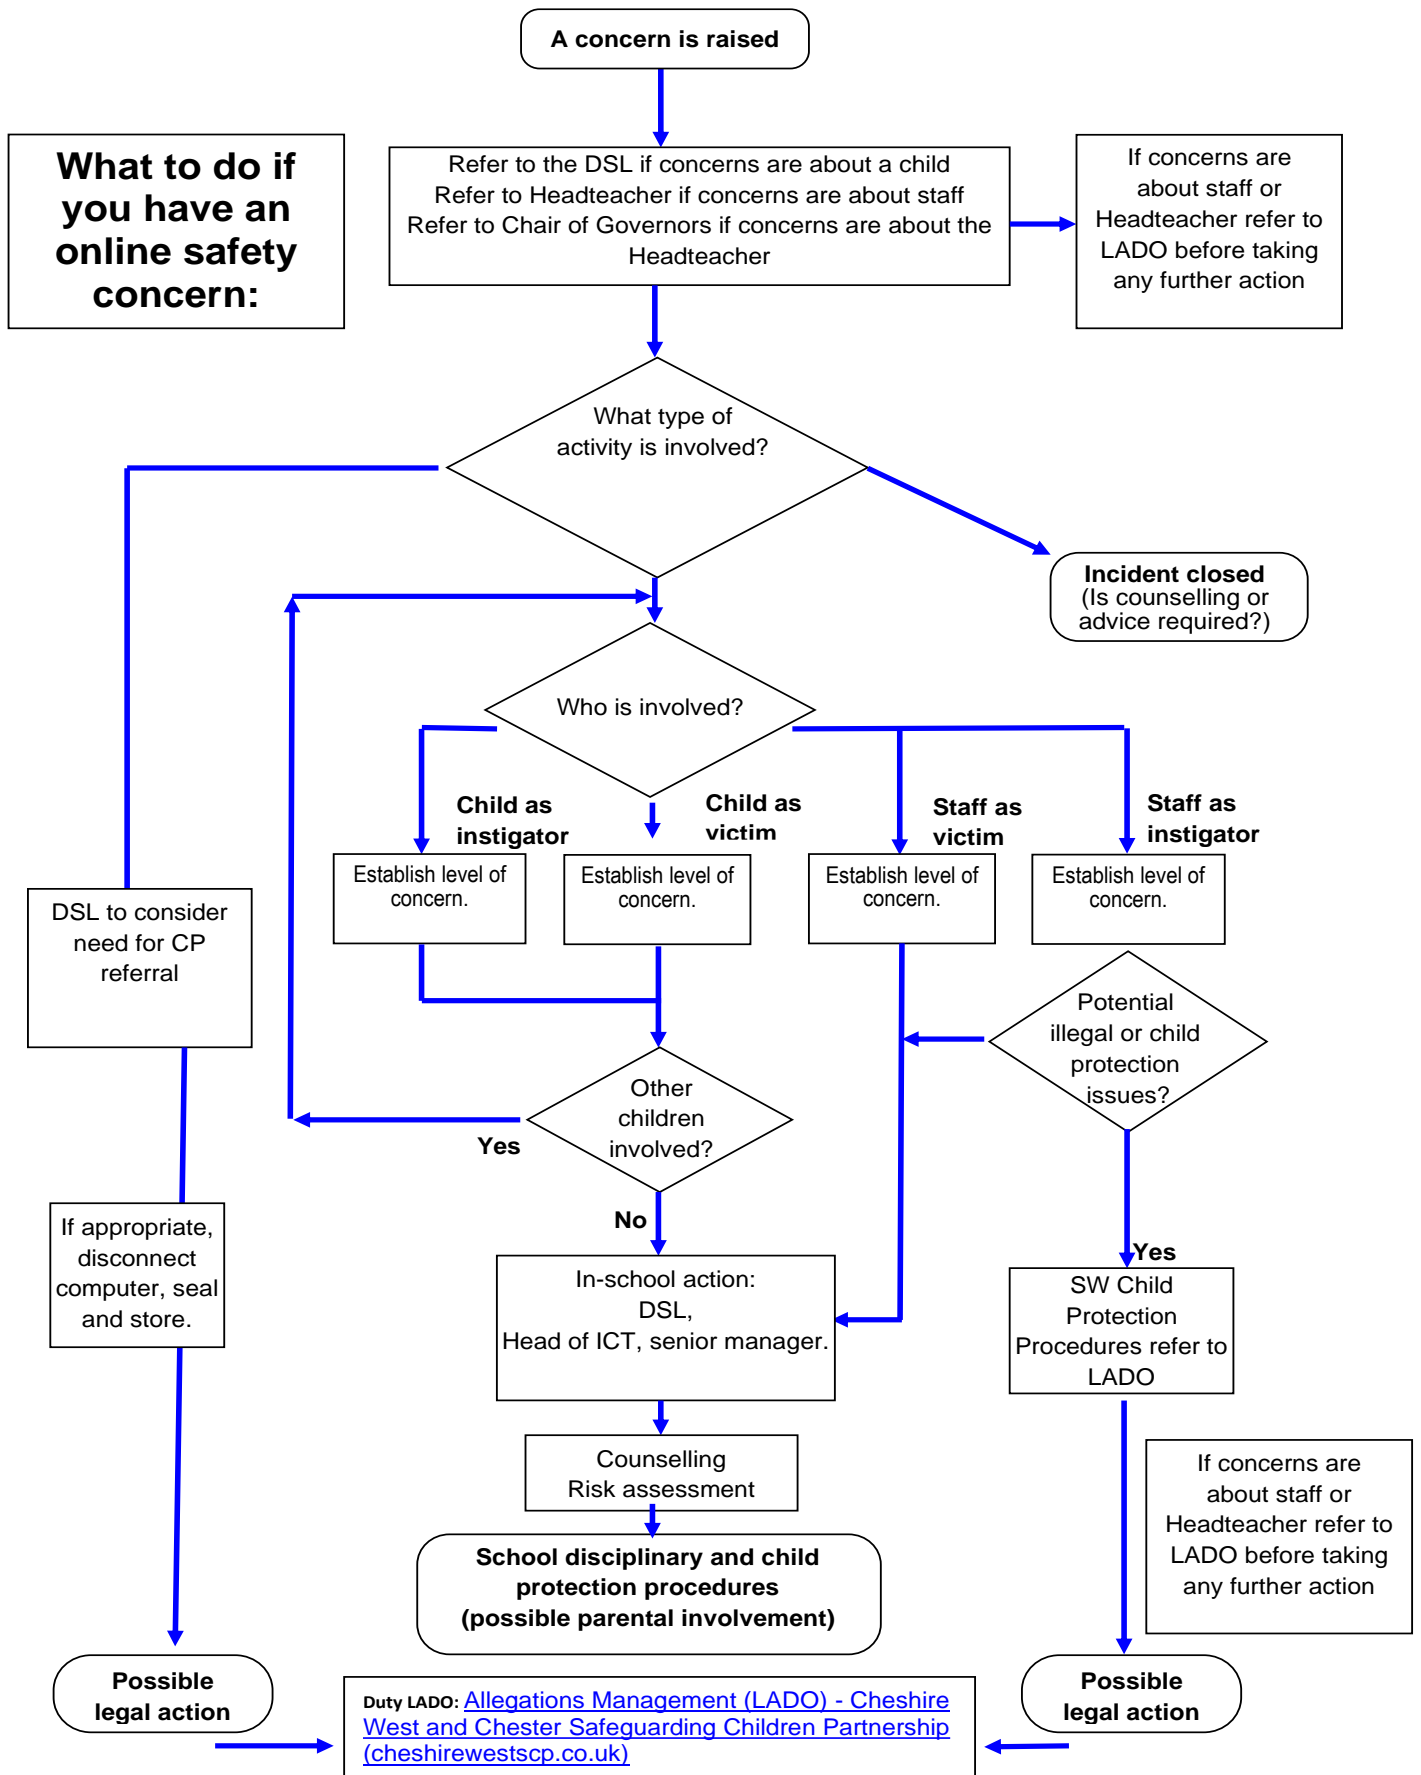 A concern is raised
What to do if
you have an
online safety
concern:
Refer to the DSL if concerns are about a child
Refer to Headteacher if concerns are about staff
Refer to Chair of Governors if concerns are about the
Headteacher
If concerns are
about staff or
Headteacher refer to
LADO before taking
any further action
What type of
activity is involved?
Incident closed
(Is counselling or
advice required?)
Who is involved?
Child as
instigator
Child as
victim
Staff as
victim
Staff as
instigator
Establish level of
concern.
Establish level of
concern.
Establish level of
concern.
Establish level of
concern.
DSL to consider
need for CP
referral
Potential
illegal or child
protection
issues?
Other
children
involved?
Yes
No
If appropriate,
disconnect
computer, seal
and store.
In-school action:
DSL,
Head of ICT, senior manager.
Yes
SW Child
Protection
Procedures refer to
LADO
Counselling
Risk assessment
If concerns are
about staff or
Headteacher refer to
LADO before taking
any further action
School disciplinary and child
protection procedures
(possible parental involvement)
Possible
legal action
Duty LADO: Allegations Management (LADO) - Cheshire
West and Chester Safeguarding Children Partnership
(cheshirewestscp.co.uk)
Possible
legal action